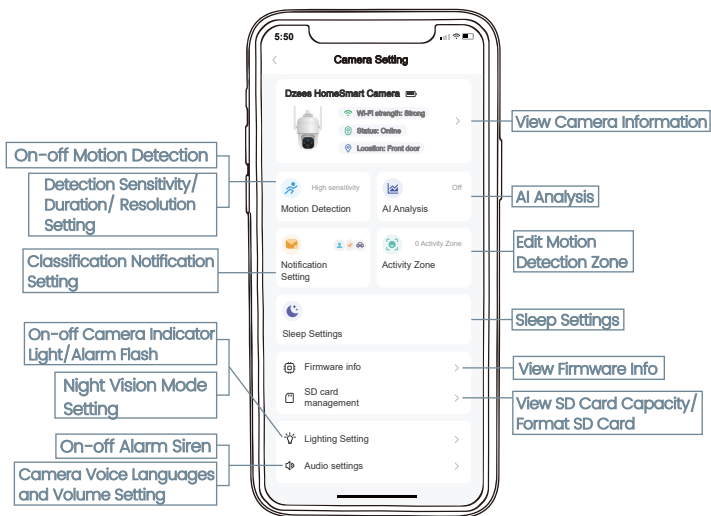 5:50
Camera Setting
Dzees HomeSmart Camera
Wi-Fi strength: Strong
Status: Online
Location: Front door
High sensitivity
Motion Detection
Off
AI Analysis
Notification
Setting
0 Activity Zone
Activity Zone
Sleep Settings
Firmware info
SD card
management
Lighting Setting
Audio settings
On-off Motion Detection
Detection Sensitivity/
Duration/ Resolution
Setting
Classification Notification
Setting
On-off Camera Indicator
Light/Alarm Flash
Night Vision Mode
Setting
On-off Alarm Siren
Camera Voice Languages
and Volume Setting
View Camera Information
AI Analysis
Edit Motion
Detection Zone
Sleep Settings
View Firmware Info
View SD Card Capacity/
Format SD Card